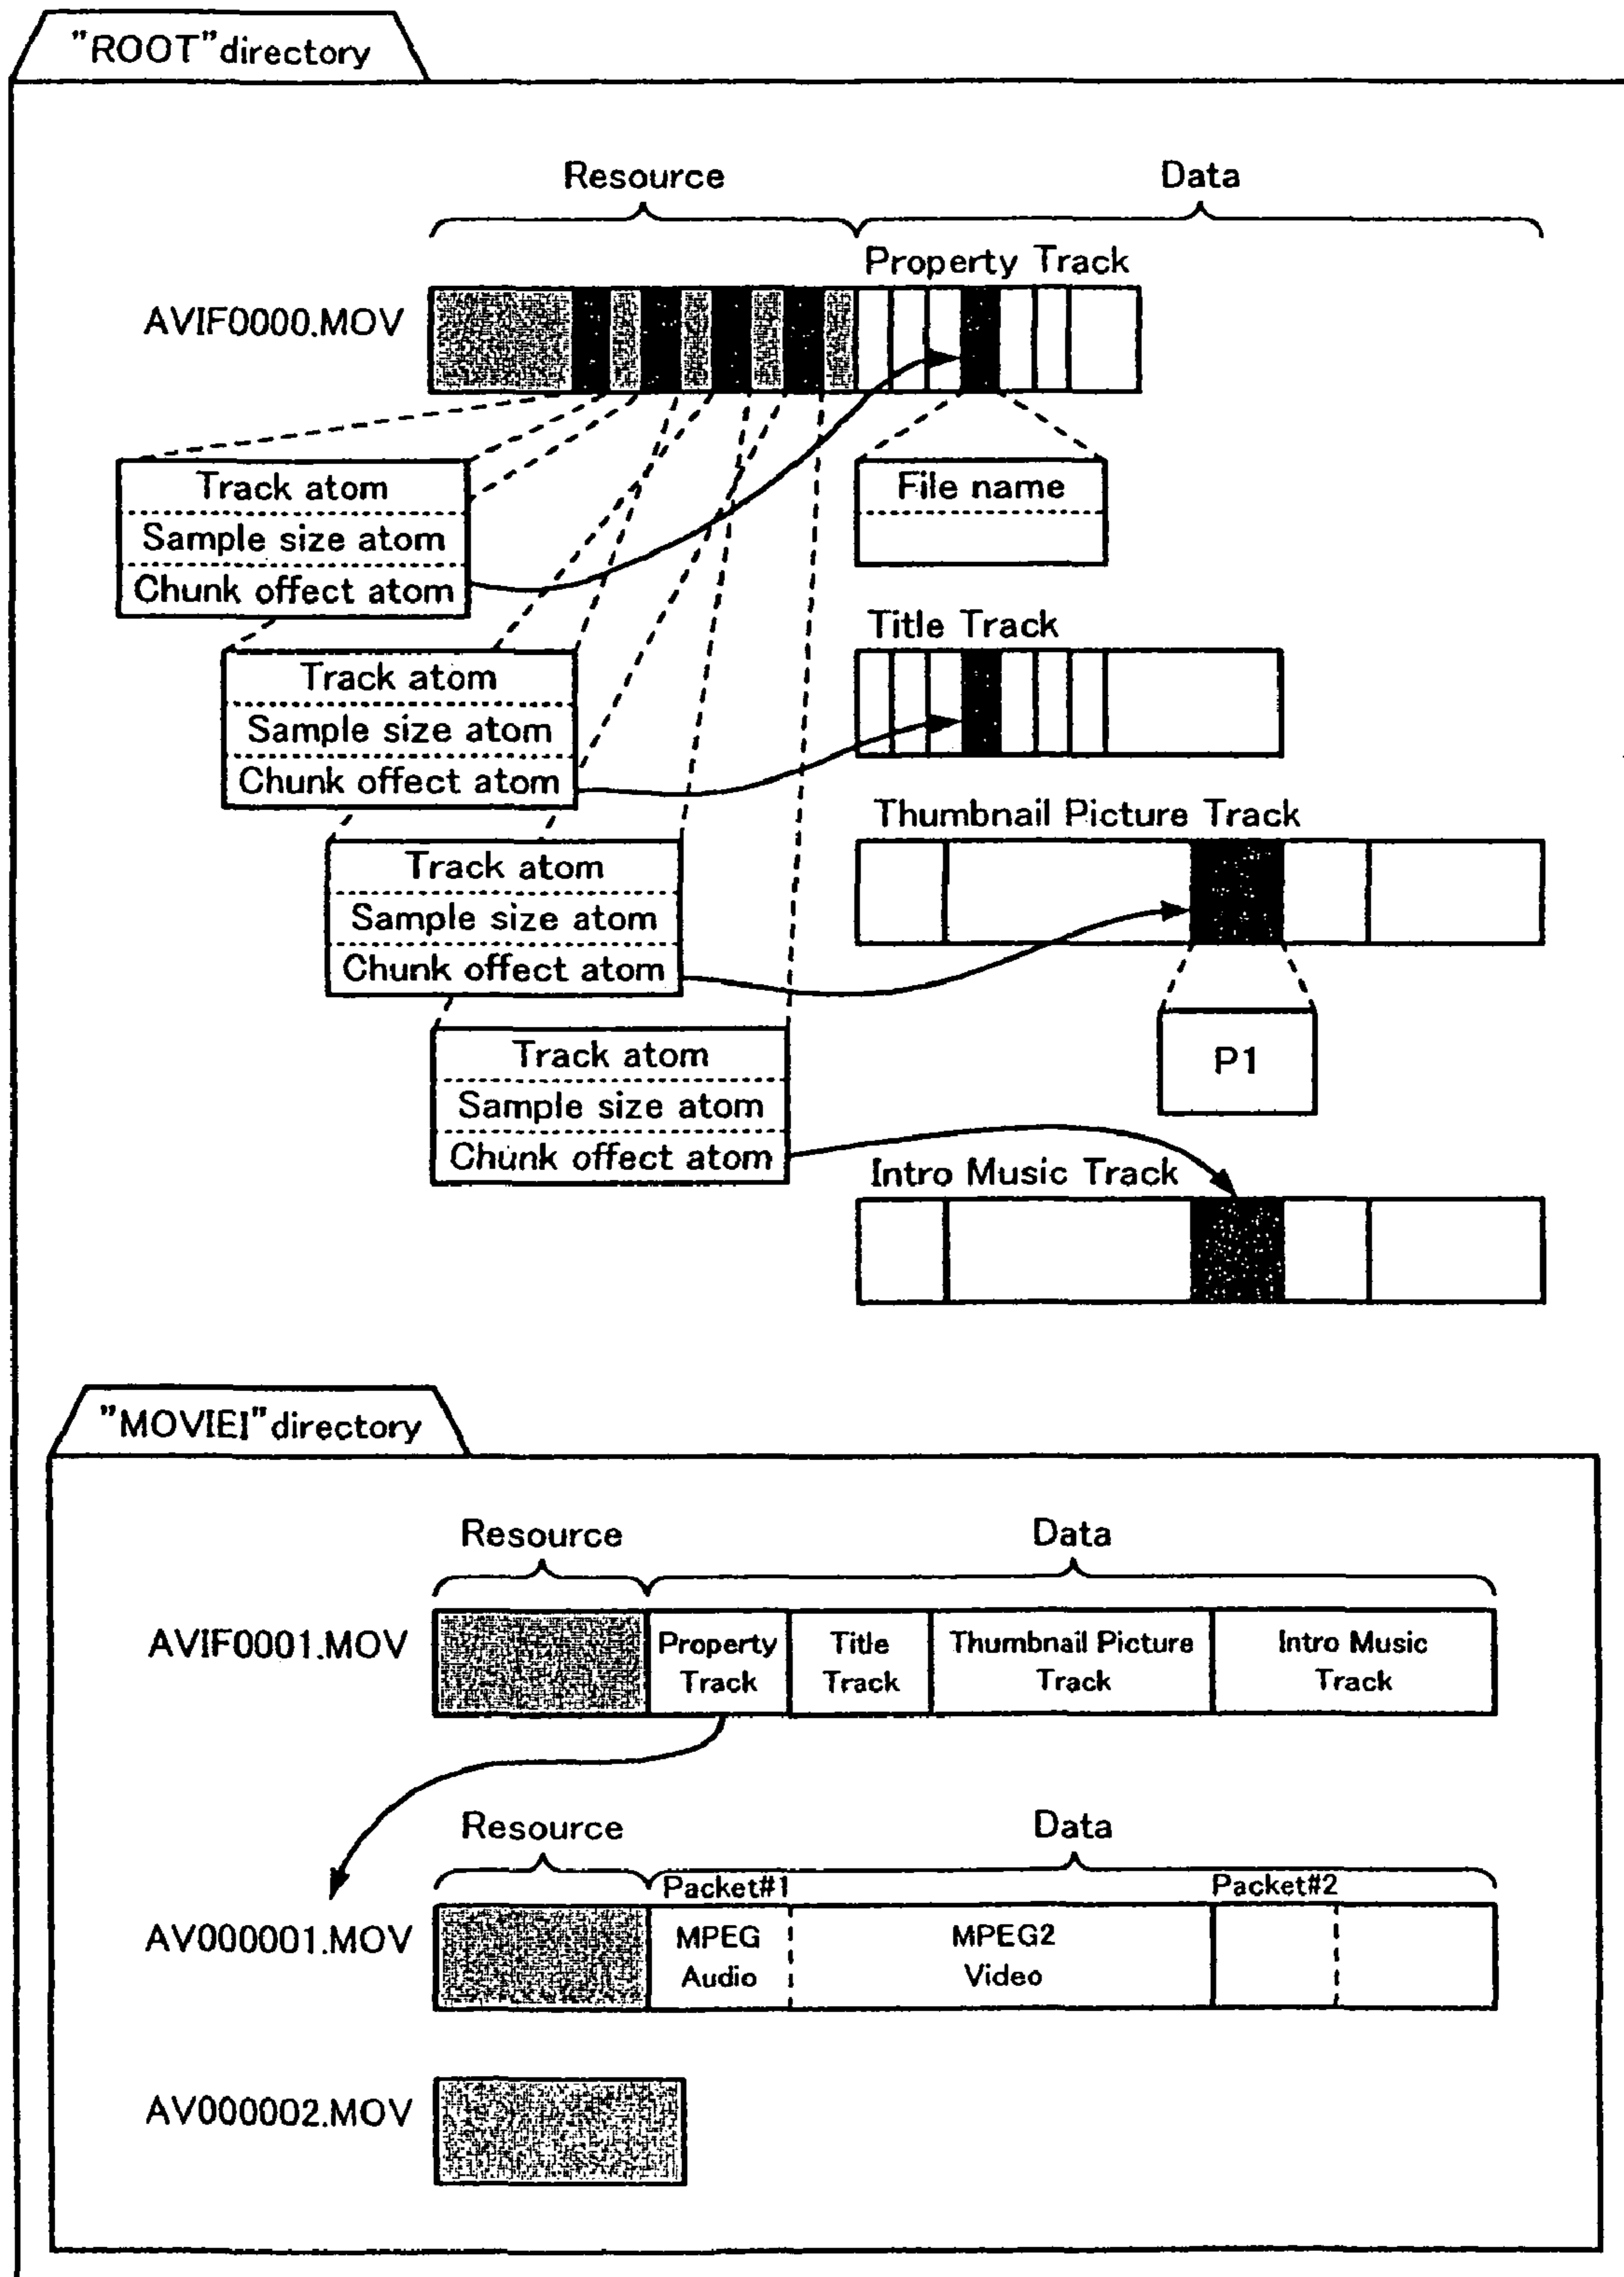 "ROOT" directory
Resource
Data
Property Track
AVIF0000.MOV
Track atom
Sample size atom
Chunk offect atom
File name
Title Track
Track atom
Sample size atom
Chunk offect atom
Thumbnail Picture Track
Track atom
Sample size atom
Chunk offect atom
P1
Track atom
Sample size atom
Chunk offect atom
Intro Music Track
"MOVIEI" directory
Resource
Data
AVIF0001.MOV
Property
Track
Title
Track
Thumbnail Picture
Track
Intro Music
Track
Resource
Data
Packet#1
Packet#2
AV000001.MOV
MPEG
Audio
MPEG2
Video
AV000002.MOV